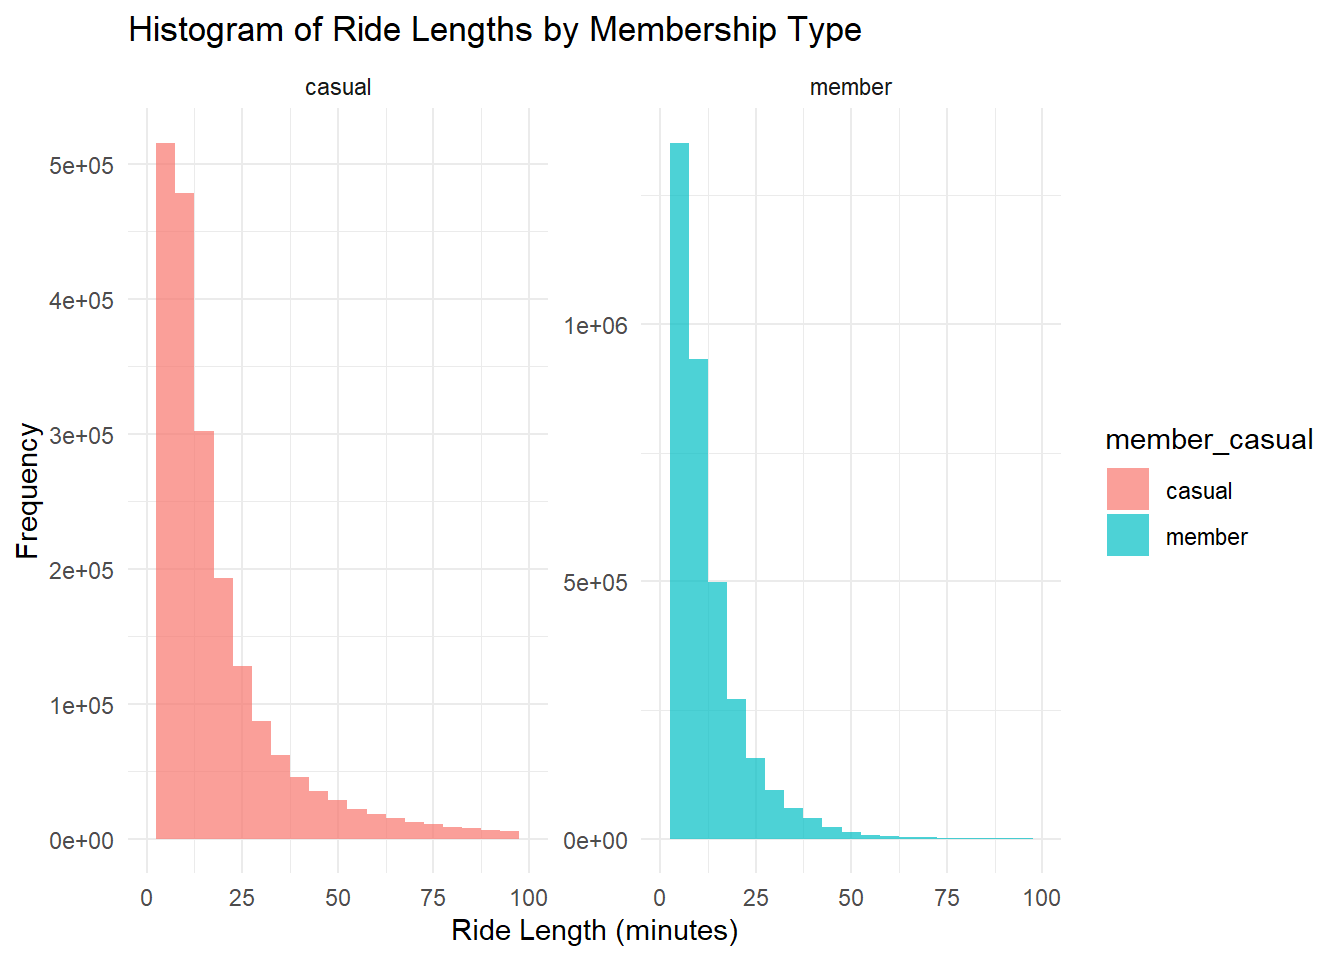 Histogram of Ride Lengths by Membership Type
casual
member
5e+05
4e+05
3e+05
2e+05
1e+05
0e+00
1e+06
5e+05
0e+00
Frequency
0 25 50 75 100
0 25 50 75 100
Ride Length (minutes)
member_casual
casual
member